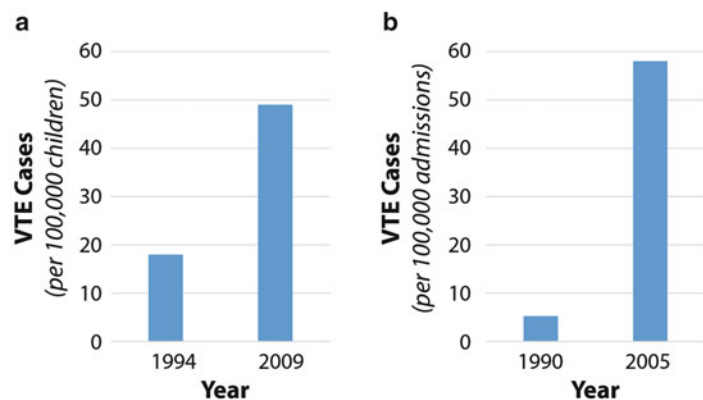 a
VTE Cases
(per 100,000 children)
60
50
40
30
20
10
0
1994 2009
Year
b
VTE Cases
(per 100,000 admissions)
60
50
40
30
20
10
0
1990 2005
Year